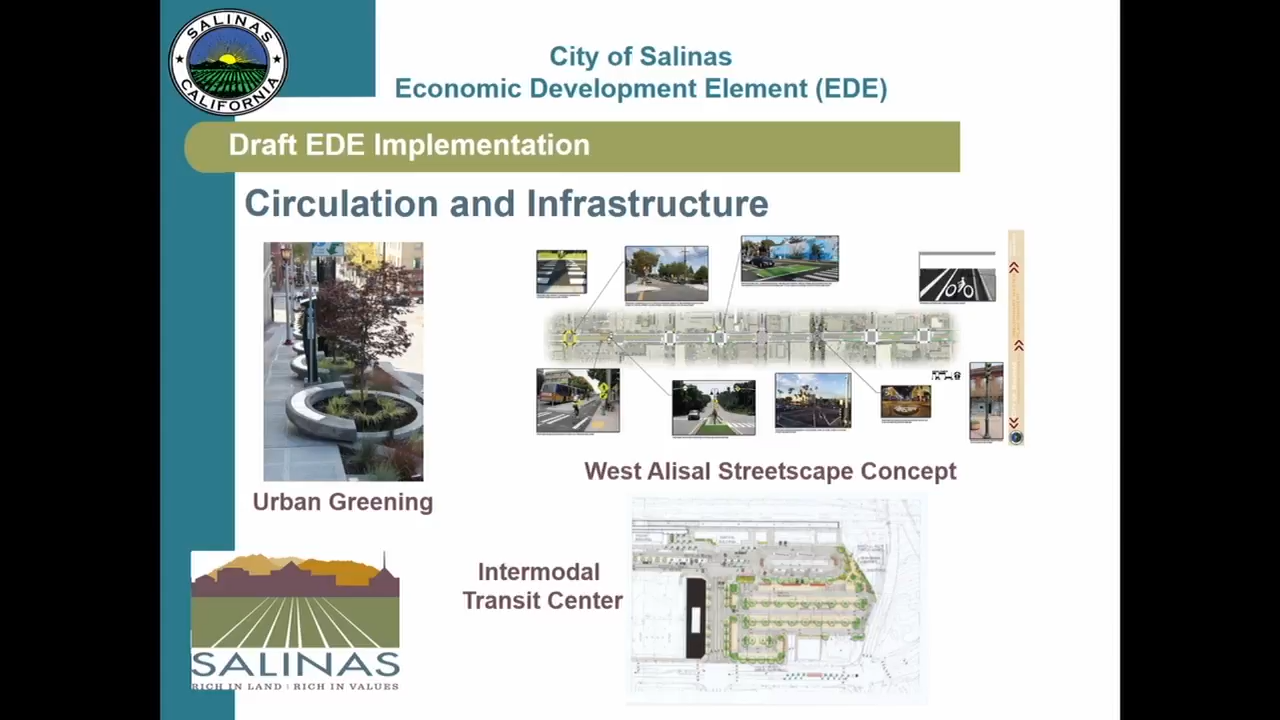 SALINAS
CALIFORNIA
City of Salinas
Economic Development Element (EDE)
Draft EDE Implementation
Circulation and Infrastructure
West Alisal Streetscape Concept
Urban Greening
Intermodal
Transit Center
SALINAS
RICH IN LAND | RICH IN VALUES